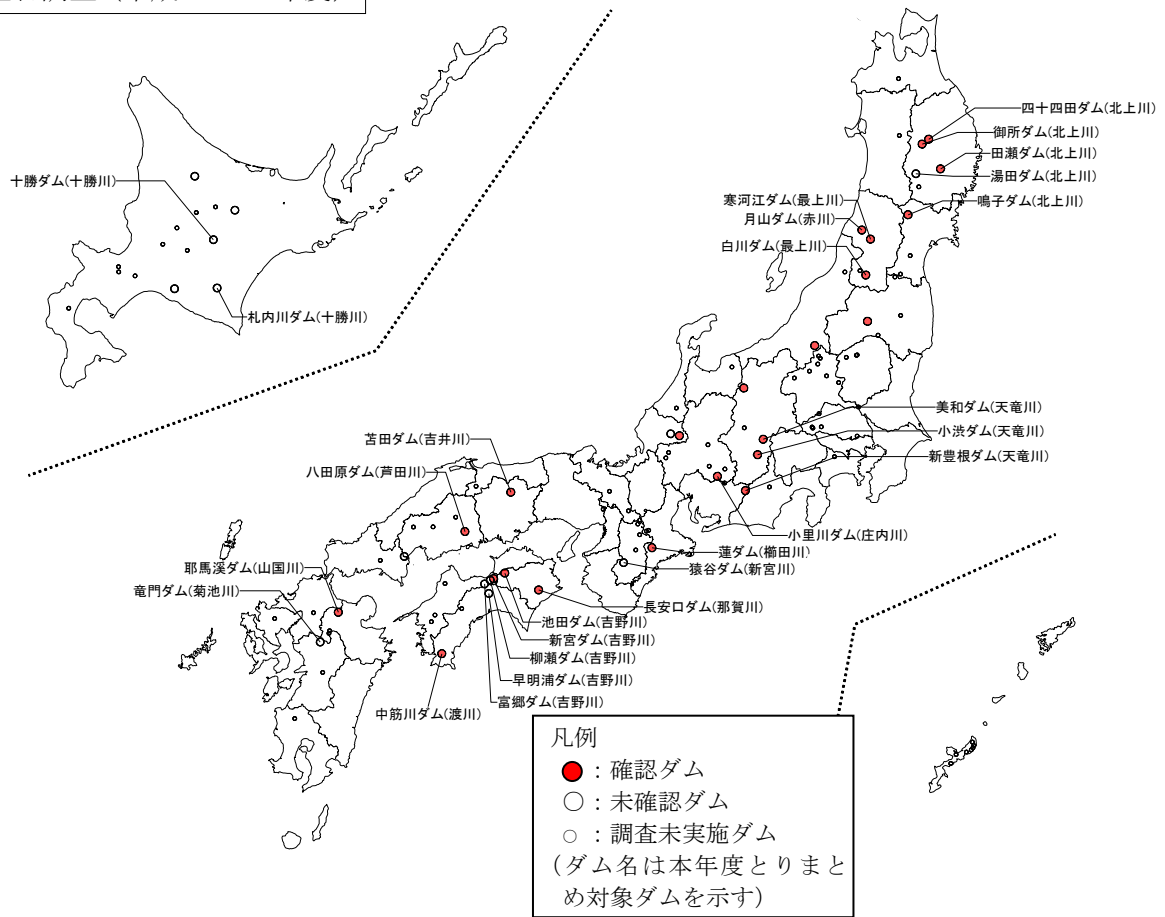 四十四田ダム(北上川)
御所ダム(北上川)
田瀬ダム(北上川)
湯田ダム(北上川)
鳴子ダム(北上川)
寒河江ダム(最上川)
月山ダム(赤川)
白川ダム(最上川)
十勝ダム(十勝川)
札内川ダム(十勝川)
美和ダム(天竜川)
小渋ダム(天竜川)
新豊根ダム(天竜川)
小里川ダム(庄内川)
蓮ダム(櫛田川)
猿谷ダム(新宮川)
長安口ダム(那賀川)
池田ダム(吉野川)
新宮ダム(吉野川)
柳瀬ダム(吉野川)
早明浦ダム(吉野川)
富郷ダム(吉野川)
苫田ダム(吉井川)
八田原ダム(芦田川)
耶馬渓ダム(山国川)
竜門ダム(菊池川)
中筋川ダム(渡川)
凡例
：確認ダム
：未確認ダム
：調査未実施ダム
(ダム名は本年度とりまと
め対象ダムを示す)